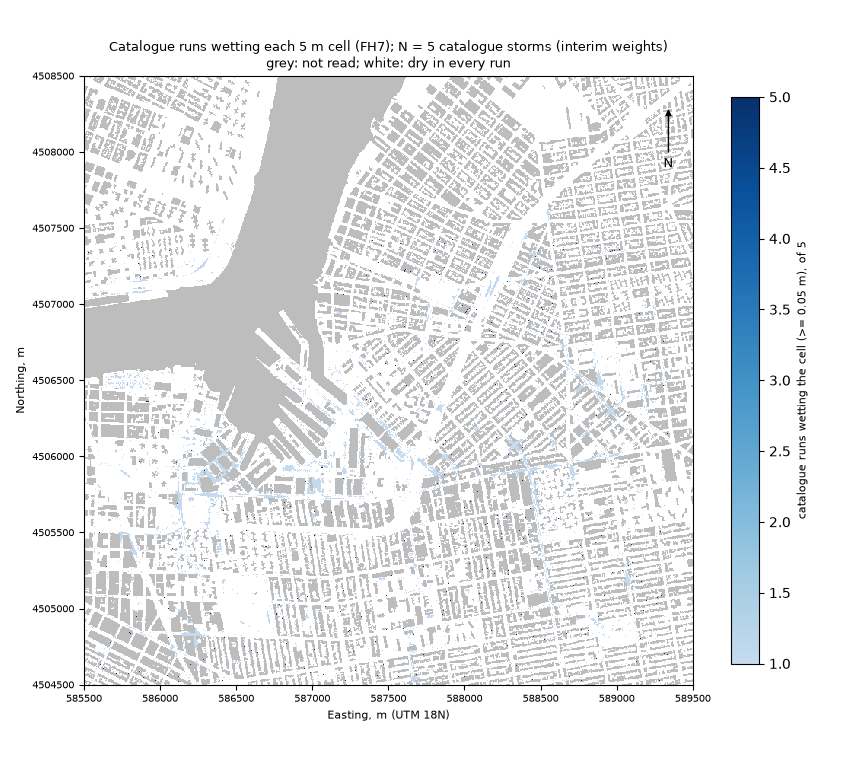 Catalogue runs wetting each 5 m cell (FH7); N = 5 catalogue storms (interim weights)
grey: not read; white: dry in every run
4508500
4508000
4507500
4507000
4506500
4506000
4505500
4505000
4504500
Northing, m
585500 586000 586500 587000 587500 588000 588500 589000 589500
Easting, m (UTM 18N)
N
5.0
4.5
4.0
3.5
3.0
2.5
2.0
1.5
1.0
catalogue runs wetting the cell (>= 0.05 m), of 5